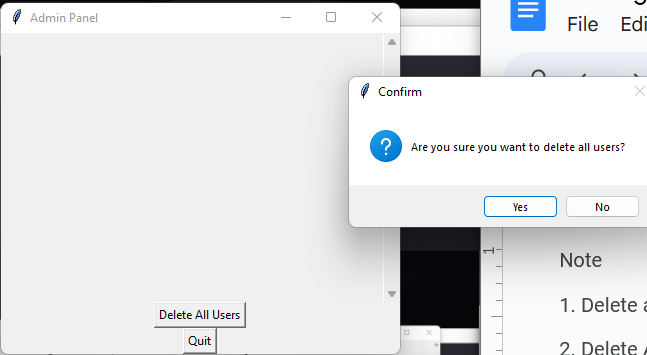 Admin Panel
File
Confirm
Are you sure you want to delete all users?
Yes
No
1
Note
1. Delete
Delete All Users
2. Delete
Quit